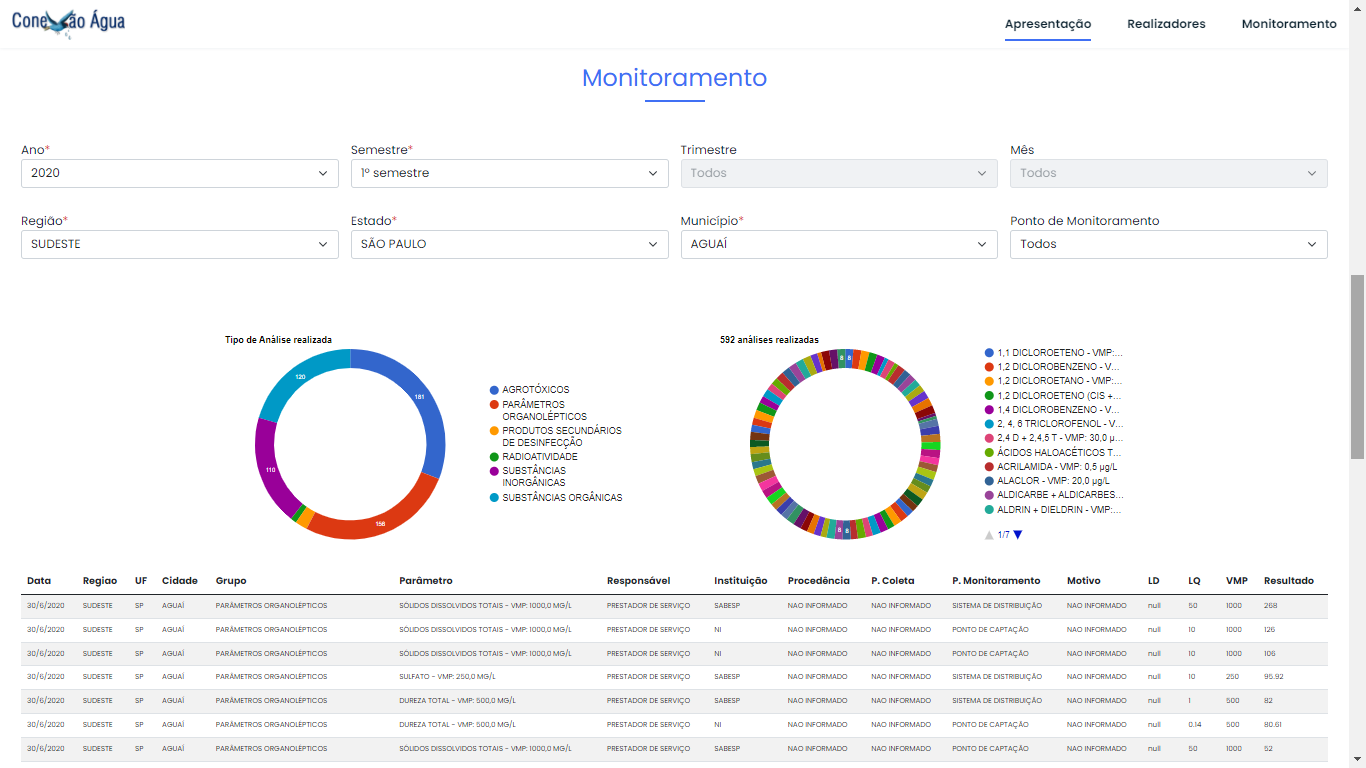 Conexão Água
Apresentação Realizadores Monitoramento
Monitoramento
Ano* Semestre* Trimestre Mês
2020 1º semestre Todos Todos
Região* Estado* Município* Ponto de Monitoramento
SUDESTE SÃO PAULO AGUAÍ Todos
Tipo de Análise realizada
181
158
110
120
AGROTÓXICOS
PARÂMETROS
ORGANOLÉPTICOS
PRODUTOS SECUNDÁRIOS
DE DESINFECÇÃO
RADIOATIVIDADE
SUBSTÂNCIAS
INORGÂNICAS
SUBSTÂNCIAS ORGÂNICAS
592 análises realizadas
8 8
8 8
1,1 DICLOROETENO - VMP:...
1,2 DICLOROBENZENO - V...
1,2 DICLOROETANO - VMP:...
1,2 DICLOROETENO (CIS +...
1,4 DICLOROBENZENO - V...
2, 4, 6 TRICLOROFENOL - V...
2,4 D + 2,4,5 T - VMP: 30,0 µ...
ÁCIDOS HALOACÉTICOS T...
ACRILAMIDA - VMP: 0,5 µg/L
ALACLOR - VMP: 20,0 µg/L
ALDICARBE + ALDICARBES...
ALDRIN + DIELDRIN - VMP:...
1/7
Data Regiao UF Cidade Grupo Parâmetro Responsável Instituição Procedência P. Coleta P. Monitoramento Motivo LD LQ VMP Resultado
30/6/2020 SUDESTE SP AGUAÍ PARÂMETROS ORGANOLÉPTICOS SÓLIDOS DISSOLVIDOS TOTAIS - VMP: 1000,0 MG/L PRESTADOR DE SERVIÇO SABESP NAO INFORMADO NAO INFORMADO SISTEMA DE DISTRIBUIÇÃO NAO INFORMADO null 50 1000 268
30/6/2020 SUDESTE SP AGUAÍ PARÂMETROS ORGANOLÉPTICOS SÓLIDOS DISSOLVIDOS TOTAIS - VMP: 1000,0 MG/L PRESTADOR DE SERVIÇO NI NAO INFORMADO NAO INFORMADO PONTO DE CAPTAÇÃO NAO INFORMADO null 10 1000 126
30/6/2020 SUDESTE SP AGUAÍ PARÂMETROS ORGANOLÉPTICOS SÓLIDOS DISSOLVIDOS TOTAIS - VMP: 1000,0 MG/L PRESTADOR DE SERVIÇO NI NAO INFORMADO NAO INFORMADO PONTO DE CAPTAÇÃO NAO INFORMADO null 10 1000 106
30/6/2020 SUDESTE SP AGUAÍ PARÂMETROS ORGANOLÉPTICOS SULFATO - VMP: 250,0 MG/L PRESTADOR DE SERVIÇO SABESP NAO INFORMADO NAO INFORMADO SISTEMA DE DISTRIBUIÇÃO NAO INFORMADO null 10 250 95.92
30/6/2020 SUDESTE SP AGUAÍ PARÂMETROS ORGANOLÉPTICOS DUREZA TOTAL - VMP: 500,0 MG/L PRESTADOR DE SERVIÇO SABESP NAO INFORMADO NAO INFORMADO SISTEMA DE DISTRIBUIÇÃO NAO INFORMADO null 1 500 82
30/6/2020 SUDESTE SP AGUAÍ PARÂMETROS ORGANOLÉPTICOS DUREZA TOTAL - VMP: 500,0 MG/L PRESTADOR DE SERVIÇO NI NAO INFORMADO NAO INFORMADO PONTO DE CAPTAÇÃO NAO INFORMADO null 0.14 500 80.61
30/6/2020 SUDESTE SP AGUAÍ PARÂMETROS ORGANOLÉPTICOS SÓLIDOS DISSOLVIDOS TOTAIS - VMP: 1000,0 MG/L PRESTADOR DE SERVIÇO SABESP NAO INFORMADO NAO INFORMADO PONTO DE CAPTAÇÃO NAO INFORMADO null 50 1000 52